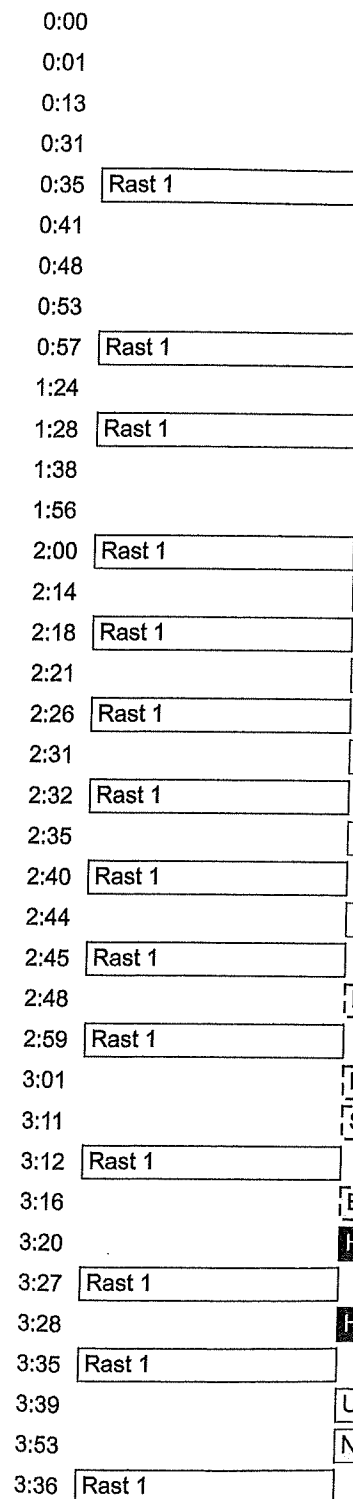 0:00
0:01
0:13
0:31
0:35 Rast 1
0:41
0:48
0:53
0:57 Rast 1
1:24
1:28 Rast 1
1:38
1:56
2:00 Rast 1
2:14
2:18 Rast 1
2:21
2:26 Rast 1
2:31
2:32 Rast 1
2:35
2:40 Rast 1
2:44
2:45 Rast 1
2:48
2:59 Rast 1
3:01
3:11 S
3:12 Rast 1
3:16 E
3:20 H
3:27 Rast 1
3:28 H
3:35 Rast 1
3:39 U
3:53 N
3:36 Rast 1